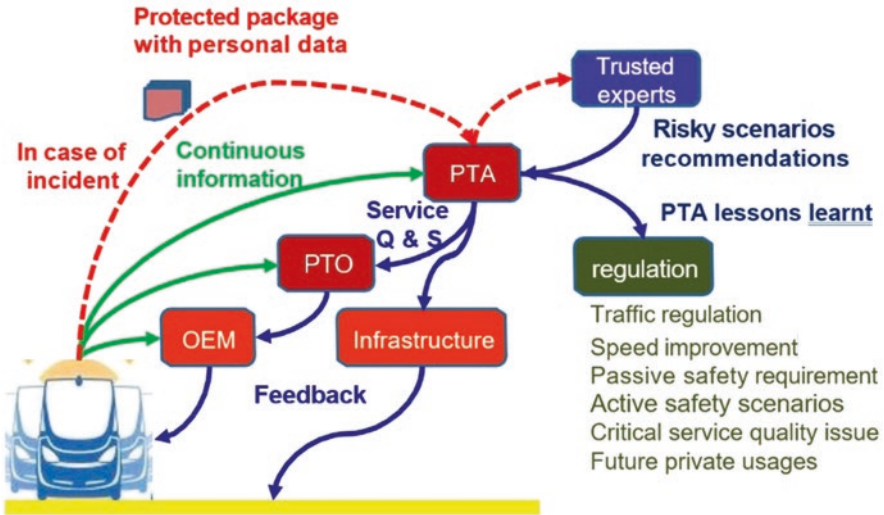 Protected package
with personal data
Trusted
experts
In case of
incident
Continuous
information
Risky scenarios
recommendations
PTA
Service
Q & S
PTA lessons learnt
PTO
regulation
OEM
Infrastructure
Traffic regulation
Speed improvement
Passive safety requirement
Active safety scenarios
Critical service quality issue
Future private usages
Feedback